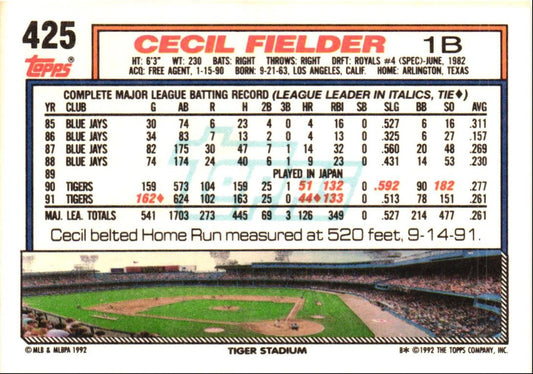 425
Topps®
CECIL FIELDER 1B
HT: 6'3" WT: 230 BATS: RIGHT THROWS: RIGHT DRFT: ROYALS #4 (SPEC)-JUNE, 1982
ACQ: FREE AGENT, 1-15-90 BORN: 9-21-63, LOS ANGELES, CALIF. HOME: ARLINGTON, TEXAS
COMPLETE MAJOR LEAGUE BATTING RECORD (LEAGUE LEADER IN ITALICS, TIE♦)
YR CLUB G AB R H 2B 3B HR RBI SB SLG BB SO AVG
85 BLUE JAYS 30 74 6 23 4 0 4 16 0 .527 6 16 .311
86 BLUE JAYS 34 83 7 13 2 0 4 13 0 .325 6 27 .157
87 BLUE JAYS 82 175 30 47 7 1 14 32 0 .560 20 48 .269
88 BLUE JAYS 74 174 24 40 6 1 9 23 0 .431 14 53 .230
89 PLAYED IN JAPAN
90 TIGERS 159 573 104 159 25 1 51 132 0 .592 90 182 .277
91 TIGERS 162♦ 624 102 163 25 0 44♦ 133 0 .513 78 151 .261
MAJ. LEA. TOTALS 541 1703 273 445 69 3 126 349 0 .527 214 477 .261
Topps
Cecil belted Home Run measured at 520 feet, 9-14-91.
©MLB & MLBPA 1992 TIGER STADIUM B* ©1992 THE TOPPS COMPANY, INC.